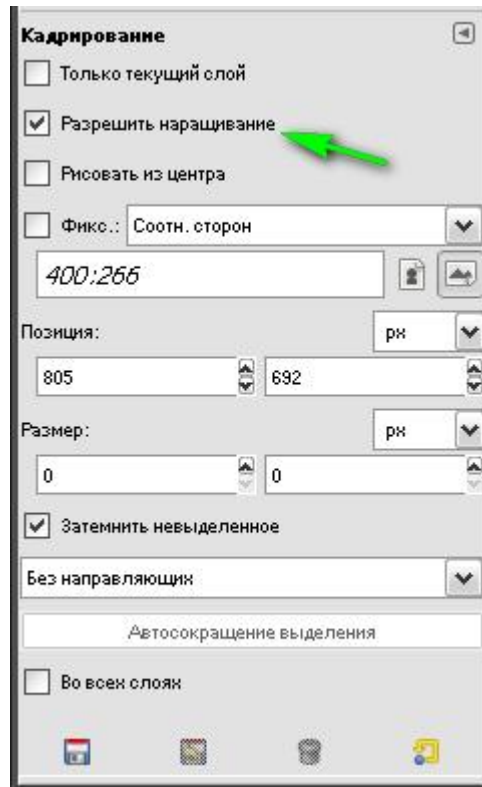 Кадрирование
Только текущий слой
Разрешить наращивание
Рисовать из центра
Фикс.: Соотн. сторон
400:266
Позиция: px
805 692
Размер: px
0 0
Затемнить невыделенное
Без направляющих
Автосокращение выделения
Во всех слоях